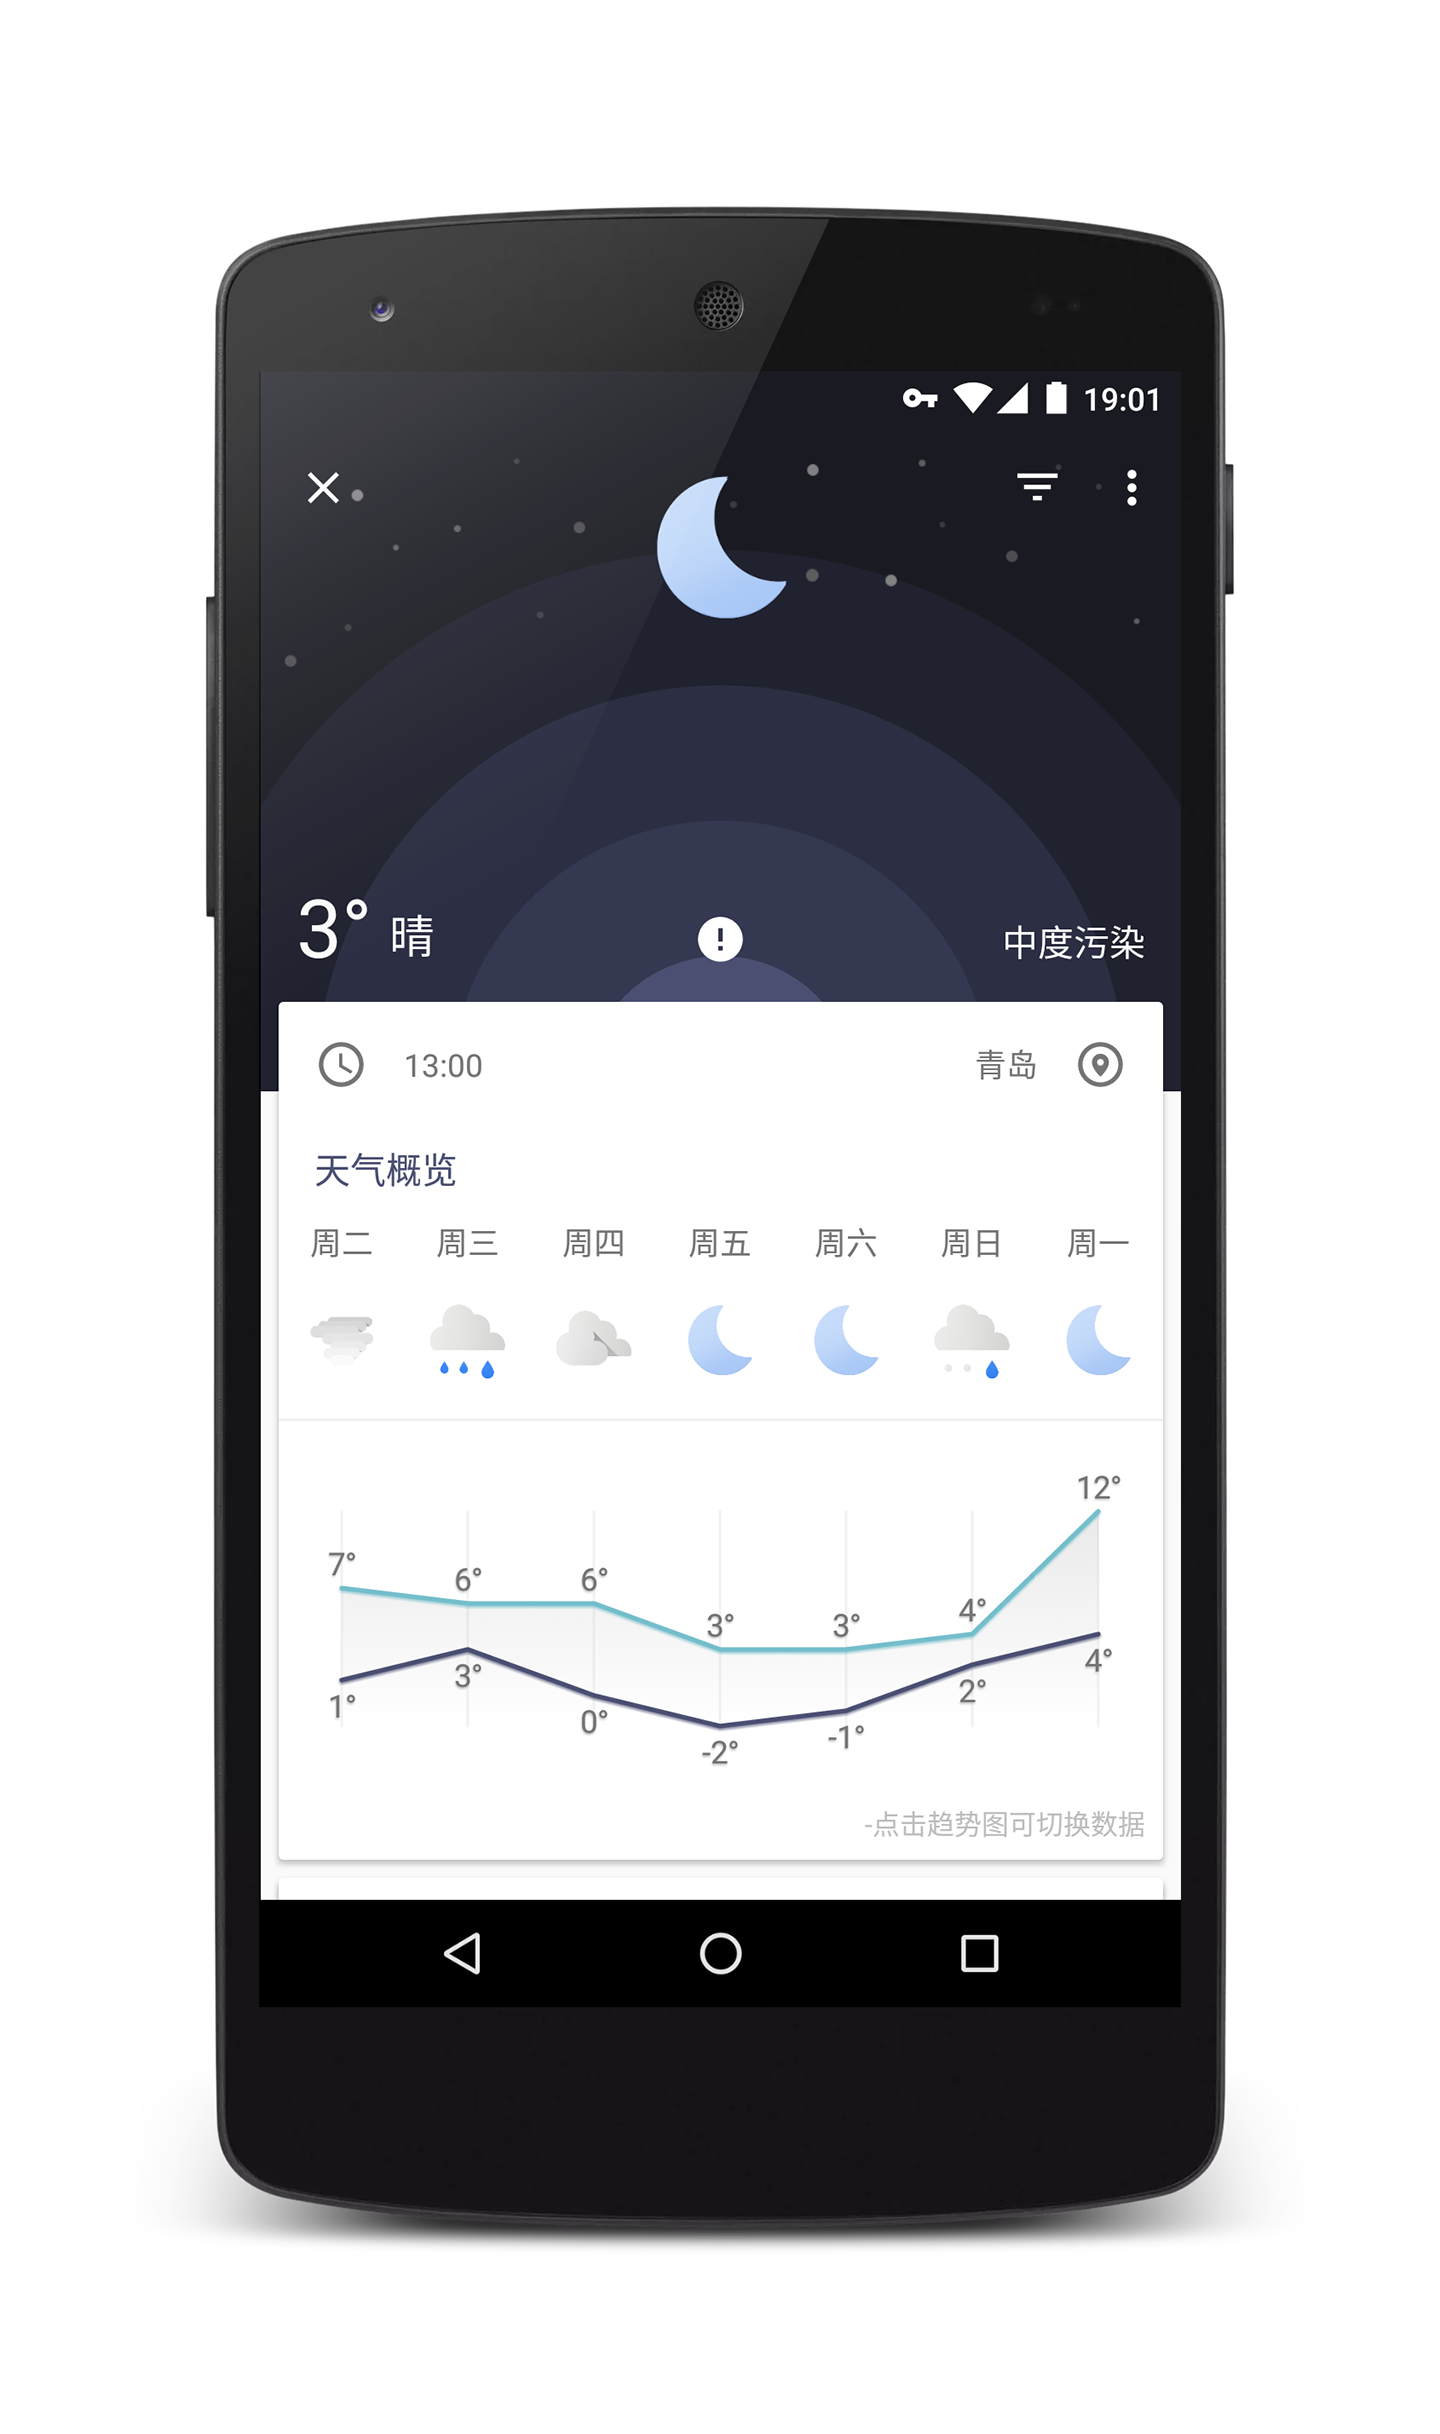 19:01
3° 晴
中度污染
13:00
青岛
天气概览
周二 周三 周四 周五 周六 周日 周一
12°
7° 6° 6° 3° 3° 4°
1° 3° 0° -2° -1° 2° 4°
-点击趋势图可切换数据